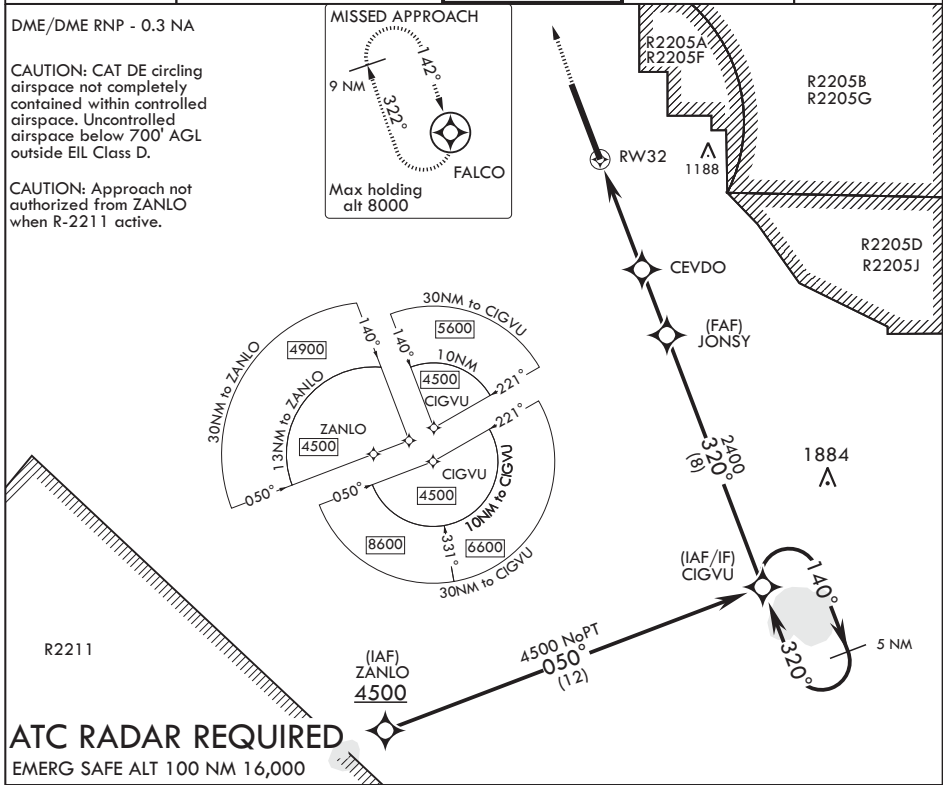 DME/DME RNP - 0.3 NA
CAUTION: CAT DE circling
airspace not completely
contained within controlled
airspace. Uncontrolled
airspace below 700' AGL
outside EIL Class D.
CAUTION: Approach not
authorized from ZANLO
when R-2211 active.
MISSED APPROACH
9 NM
142°
322°
FALCO
Max holding
alt 8000
R2205A
R2205F
R2205B
R2205G
RW32
1188
R2205D
R2205J
CEVDO
(FAF)
JONSY
30NM to ZANLO
4900
140°
13NM to ZANLO
ZANLO
4500
050°
30NM to CIGVU
5600
140°
10NM
4500
CIGVU
221°
221°
CIGVU
4500
050°
10NM to CIGVU
8600
331°
6600
30NM to CIGVU
2400
320°
(8)
1884
(IAF/IF)
CIGVU
140°
320°
5 NM
4500 NoPT
050°
(12)
R2211
(IAF)
ZANLO
4500
ATC RADAR REQUIRED
EMERG SAFE ALT 100 NM 16,000